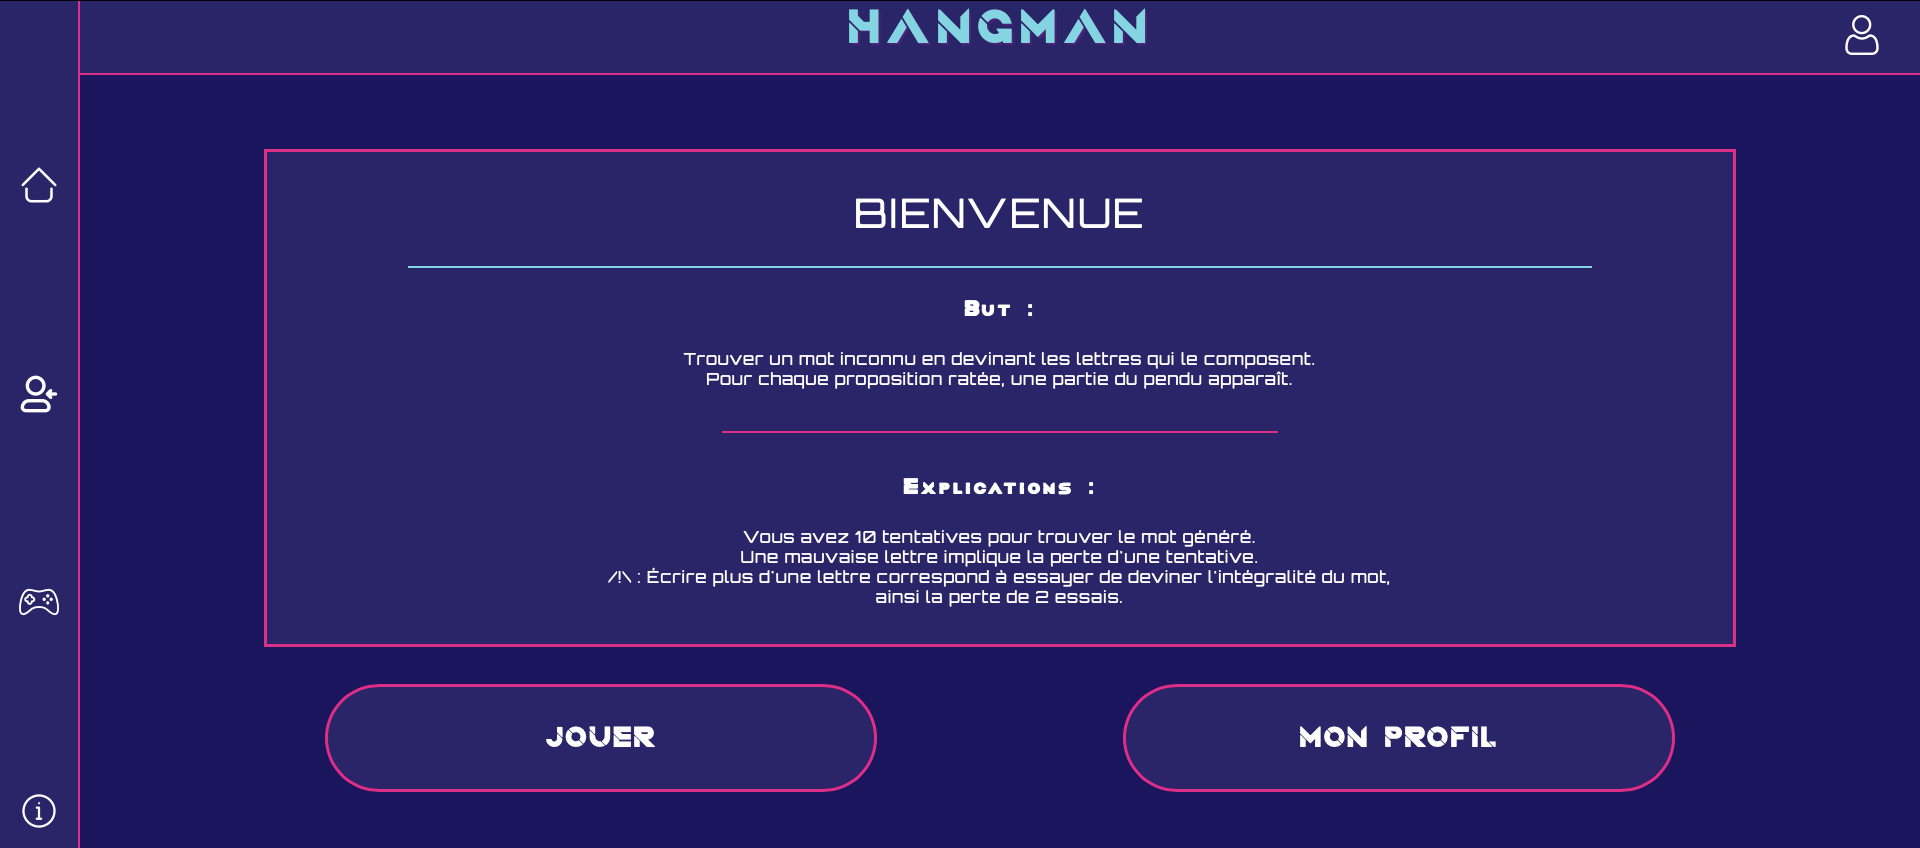 HANGMAN
BIENVENUE
But :
Trouver un mot inconnu en devinant les lettres qui le composent.
Pour chaque proposition ratée, une partie du pendu apparaît.
Explications :
Vous avez 10 tentatives pour trouver le mot généré.
Une mauvaise lettre implique la perte d'une tentative.
/!\ : Écrire plus d'une lettre correspond à essayer de deviner l'intégralité du mot,
ainsi la perte de 2 essais.
JOUER
MON PROFIL